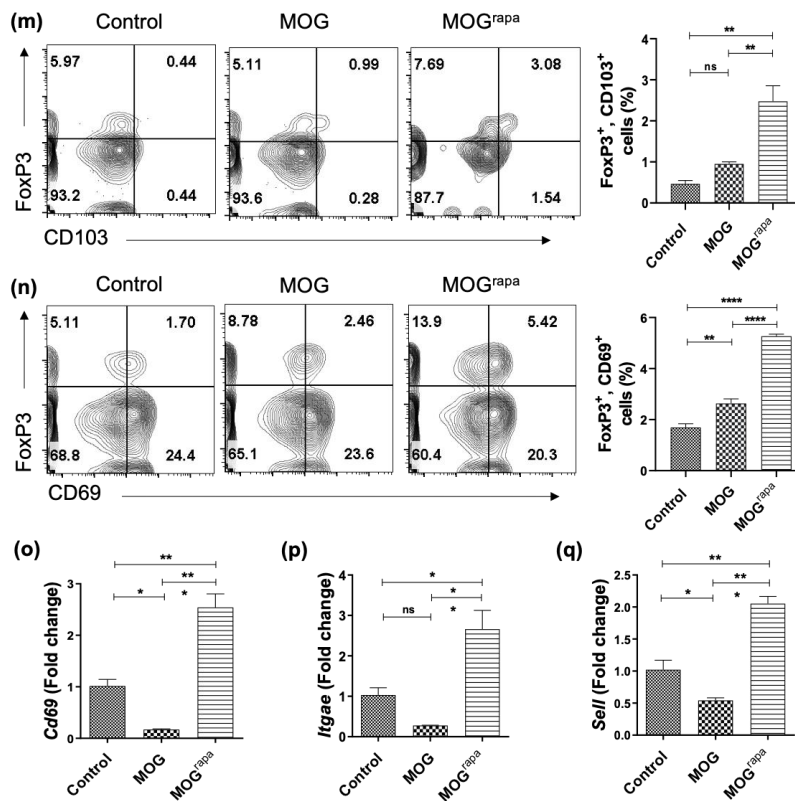 (m) Control MOG MOGrapa
5.97 0.44 5.11 0.99 7.69 3.08
93.2 0.44 93.6 0.28 87.7 1.54
FoxP3
CD103
FoxP3+, CD103+
cells (%)
4
3
2
1
0
**
**
ns
Control MOG MOGrapa
(n) Control MOG MOGrapa
5.11 1.70 8.78 2.46 13.9 5.42
68.8 24.4 65.1 23.6 60.4 20.3
FoxP3
CD69
FoxP3+, CD69+
cells (%)
6
4
2
0
****
****
**
Control MOG MOGrapa
(o)
Cd69 (Fold change)
3
2
1
0
**
**
* *
Control MOG MOGrapa
(p)
Itgae (Fold change)
4
3
2
1
0
*
*
ns *
Control MOG MOGrapa
(q)
Sell (Fold change)
2.5
2.0
1.5
1.0
0.5
0.0
**
**
* *
Control MOG MOGrapa